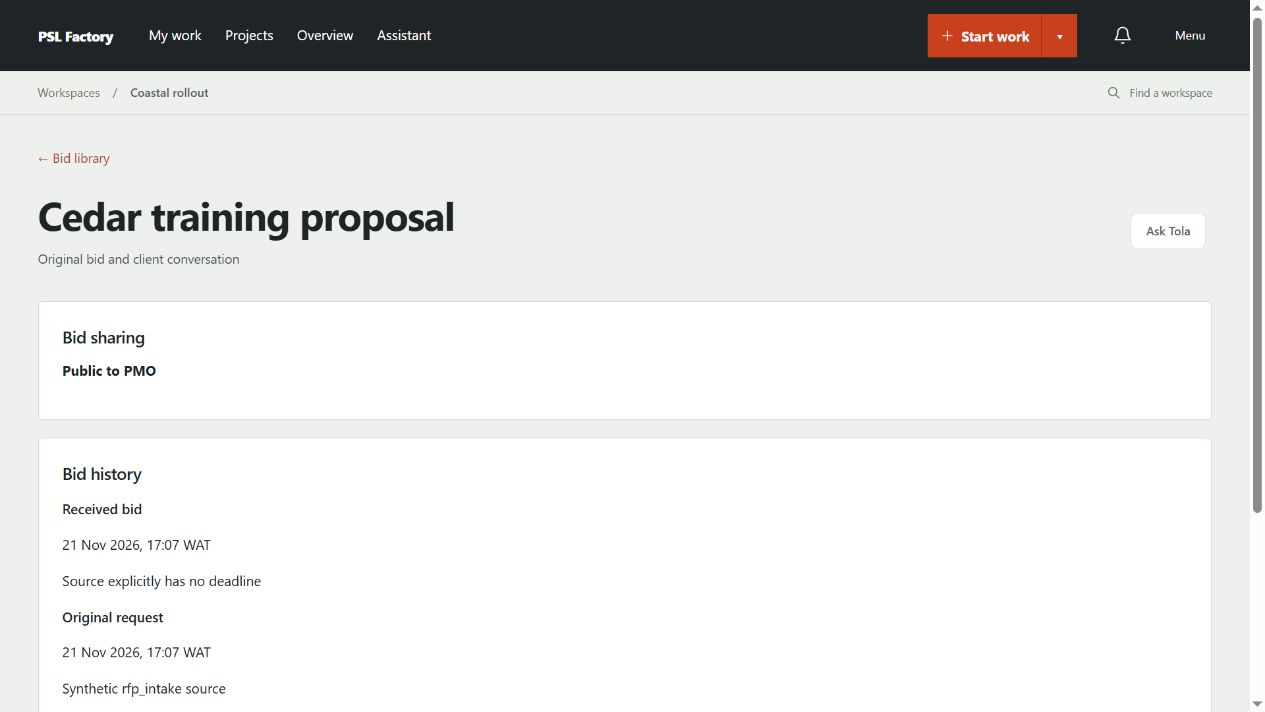 PSL Factory
My work
Projects
Overview
Assistant
+ Start work
Menu
Workspaces / Coastal rollout
Find a workspace
← Bid library
Cedar training proposal
Ask Tola
Original bid and client conversation
Bid sharing
Public to PMO
Bid history
Received bid
21 Nov 2026, 17:07 WAT
Source explicitly has no deadline
Original request
21 Nov 2026, 17:07 WAT
Synthetic rfp_intake source